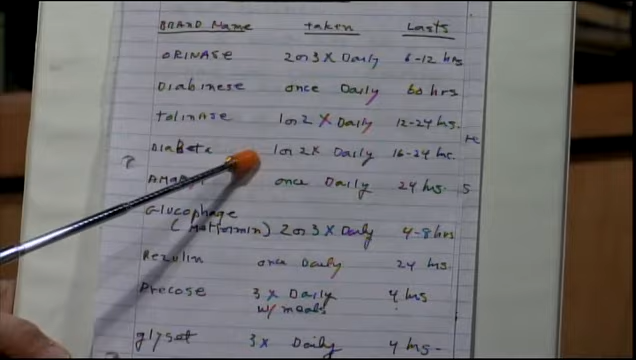 BRAND Name taken Lasts
ORINASE 2 or 3 X Daily 6-12 hrs
Diabinese once Daily 60 hrs
Tolinase 1 or 2 X Daily 12-24 hrs.
Diabeta 1 or 2X Daily 16-24 hrs.
once Daily 24 hrs
Glucophage
(Metformin) 2 or 3 X Daily 4-8hrs
Rezulin once Daily 24 hrs.
Precose 3 X Daily 4 hrs
w/ meals
glyset 3 X Daily 4 hrs-